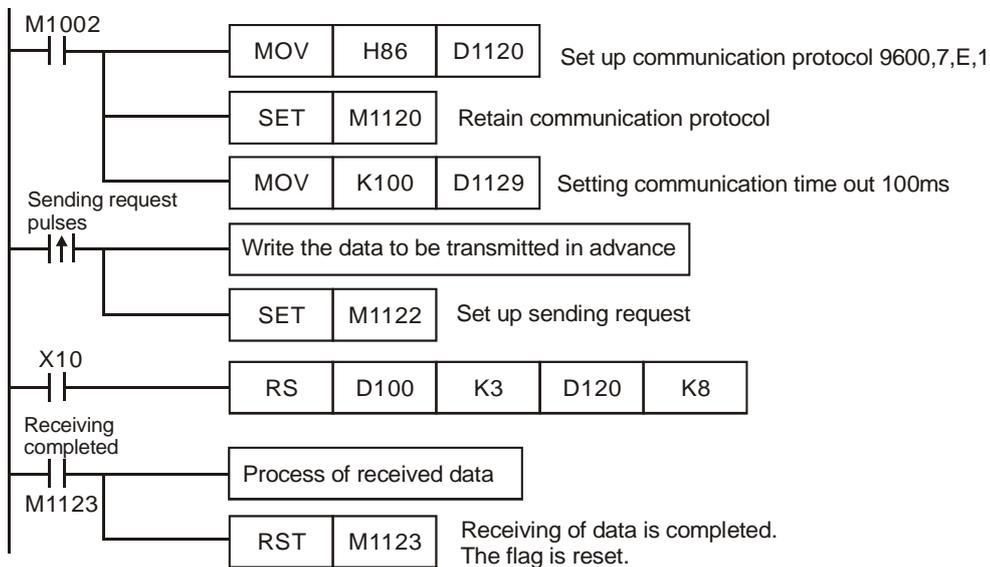 M1002
MOV H86 D1120 Set up communication protocol 9600,7,E,1
SET M1120 Retain communication protocol
MOV K100 D1129 Setting communication time out 100ms
Sending request
pulses
Write the data to be transmitted in advance
SET M1122 Set up sending request
X10
RS D100 K3 D120 K8
Receiving
completed
Process of received data
M1123
RST M1123 Receiving of data is completed.
The flag is reset.